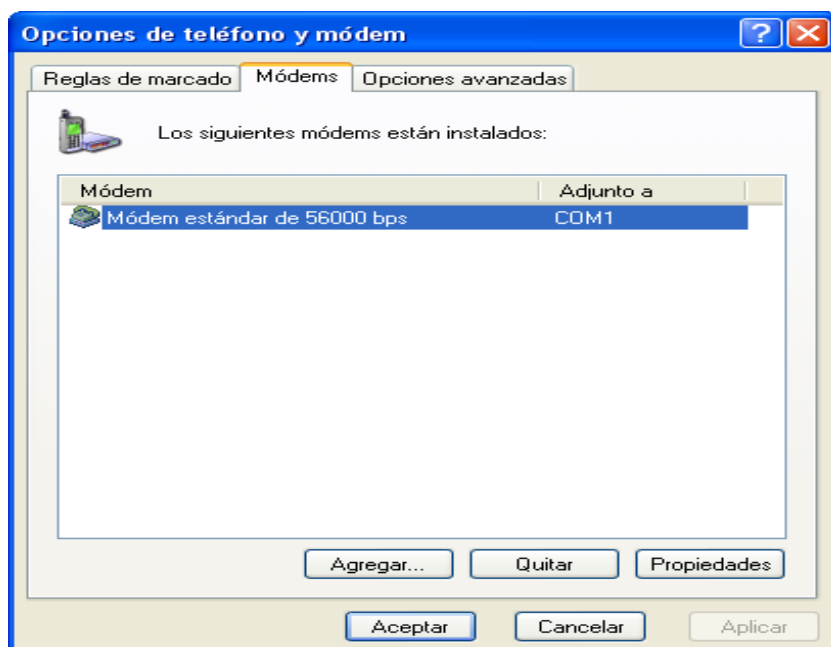 Opciones de teléfono y módem
Reglas de marcado Módems Opciones avanzadas
Los siguientes módems están instalados:
Módem Adjunto a
Módem estándar de 56000 bps COM1
Agregar... Quitar Propiedades
Aceptar Cancelar Aplicar